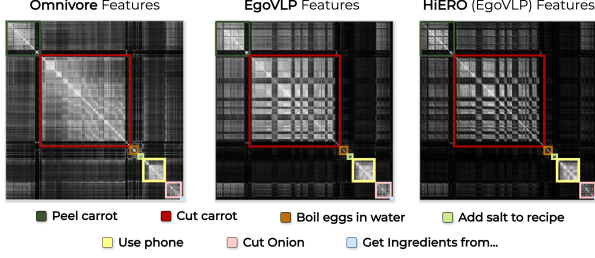 Omnivore Features EgoVLP Features HiERO (EgoVLP) Features
Peel carrot Cut carrot Boil eggs in water Add salt to recipe
Use phone Cut Onion Get Ingredients from...